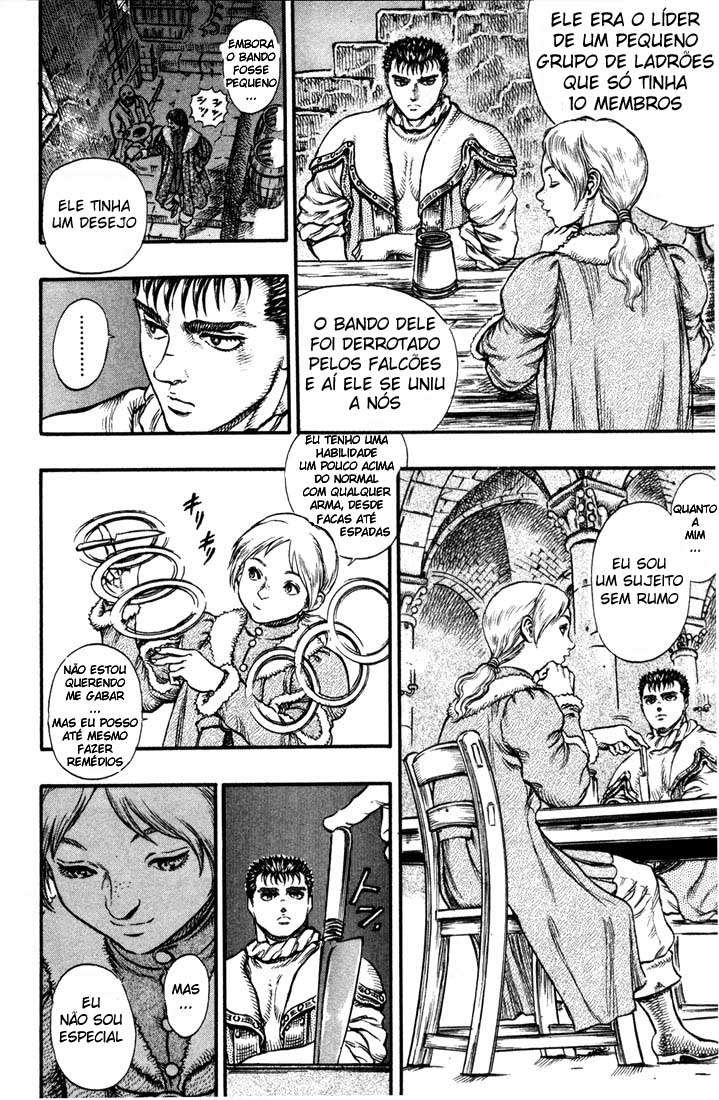 ELE ERA O LÍDER
DE UM PEQUENO
GRUPO DE LADRÕES
QUE SÓ TINHA
10 MEMBROS
O BANDO DELE
FOI DERROTADO
PELOS FALCÕES
E AÍ ELE SE UNIU
A NÓS
EMBORA
O BANDO
FOSSE
PEQUENO
...
ELE TINHA
UM DESEJO
.........
QUANTO
A
MIM
...
EU SOU
UM SUJEITO
SEM RUMO
EU TENHO UMA
HABILIDADE
UM POUCO ACIMA
DO NORMAL
COM QUALQUER
ARMA, DESDE
FACAS ATÉ
ESPADAS
NÃO ESTOU
QUERENDO
ME GABAR
...
MAS EU POSSO
ATÉ MESMO
FAZER
REMÉDIOS
MAS
...
EU
NÃO SOU
ESPECIAL